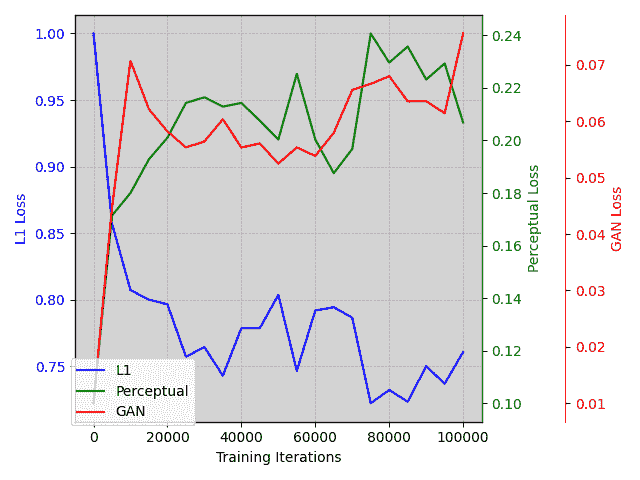 1.00
0.95
0.90
0.85
0.80
0.75
L1 Loss
0.24
0.22
0.20
0.18
0.16
0.14
0.12
0.10
Perceptual Loss
0.07
0.06
0.05
0.04
0.03
0.02
0.01
GAN Loss
L1
Perceptual
GAN
0 20000 40000 60000 80000 100000
Training Iterations